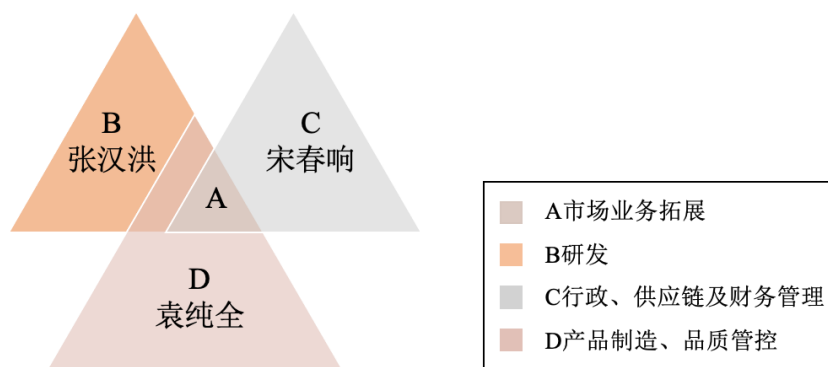 B
张汉洪
C
宋春响
A
D
袁纯全
A市场业务拓展
B研发
C行政、供应链及财务管理
D产品制造、品质管控